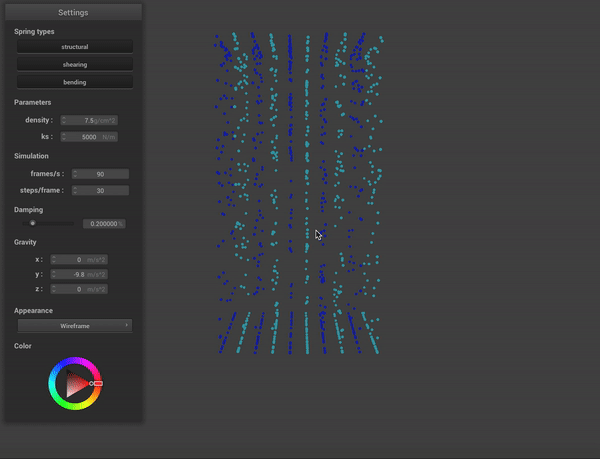 Settings
Spring types
structural
shearing
bending
Parameters
density : 7.5 g/cm^2
ks : 5000 N/m
Simulation
frames/s : 90
steps/frame : 30
Damping
0.200000 %
Gravity
x : 0 m/s^2
y : -9.8 m/s^2
z : 0 m/s^2
Appearance
Wireframe
Color